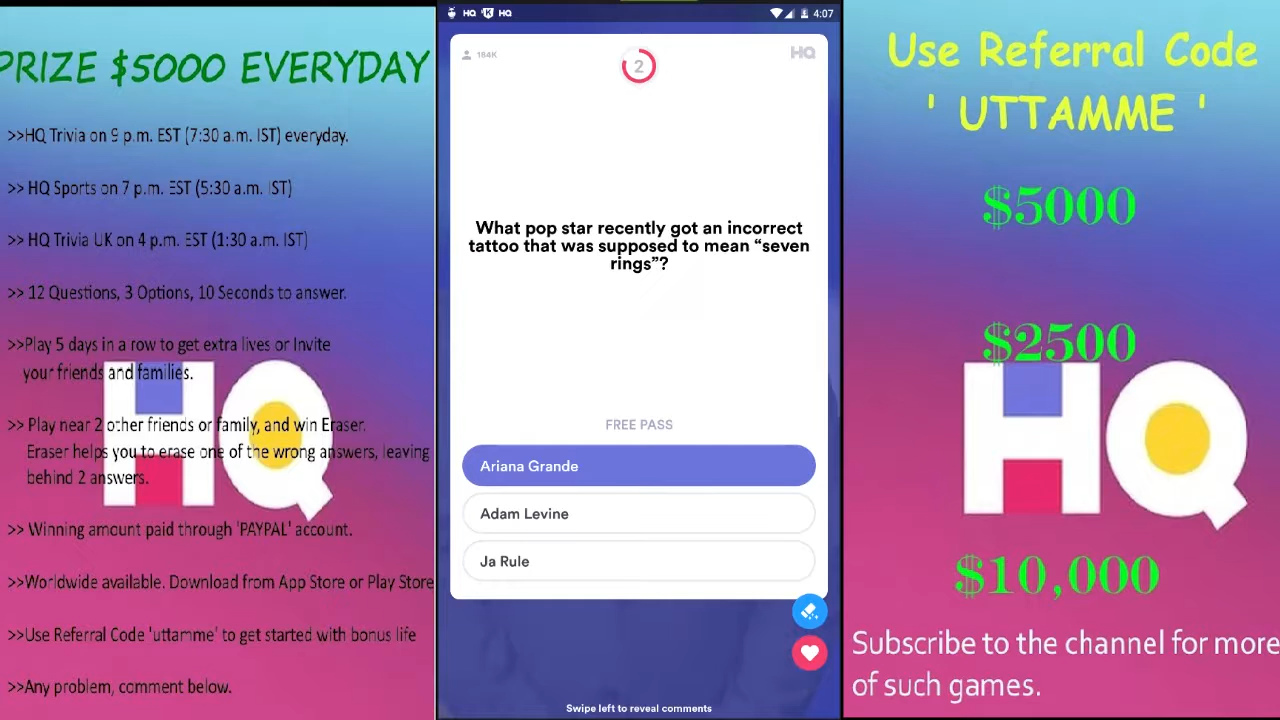 PRIZE $5000 EVERYDAY
>>HQ Trivia on 9 p.m. EST (7:30 a.m. IST) everyday.
>> HQ Sports on 7 p.m. EST (5:30 a.m. IST)
>> HQ Trivia UK on 4 p.m. EST (1:30 a.m. IST)
>> 12 Questions, 3 Options, 10 Seconds to answer.
>>Play 5 days in a row to get extra lives or Invite
your friends and families.
>> Play near 2 other friends or family, and win Eraser.
Eraser helps you to erase one of the wrong answers, leaving
behind 2 answers.
>> Winning amount paid through 'PAYPAL' account.
>>Worldwide available. Download from App Store or Play Store
>>Use Referral Code 'uttamme' to get started with bonus life
>>Any problem, comment below.
HQ
HQ K HQ 4:07
164K
2
HQ
What pop star recently got an incorrect
tattoo that was supposed to mean “seven
rings”?
FREE PASS
Ariana Grande
Adam Levine
Ja Rule
Swipe left to reveal comments
Use Referral Code
' UTTAMME '
$5000
$2500
HQ
$10,000
Subscribe to the channel for more
of such games.